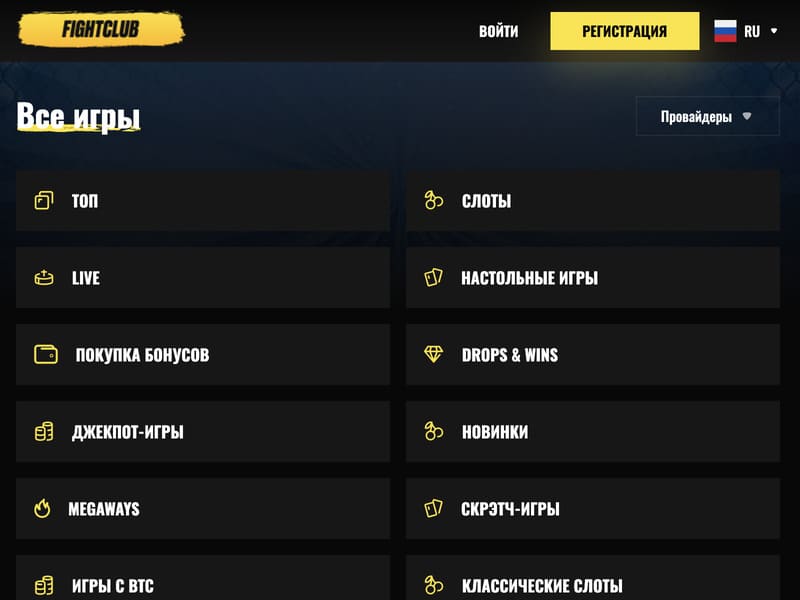 FIGHTCLUB
ВОЙТИ
РЕГИСТРАЦИЯ
RU
Все игры
Провайдеры
ТОП
СЛОТЫ
LIVE
НАСТОЛЬНЫЕ ИГРЫ
ПОКУПКА БОНУСОВ
DROPS & WINS
ДЖЕКПОТ-ИГРЫ
НОВИНКИ
MEGAWAYS
СКРЭТЧ-ИГРЫ
ИГРЫ С BTC
КЛАССИЧЕСКИЕ СЛОТЫ